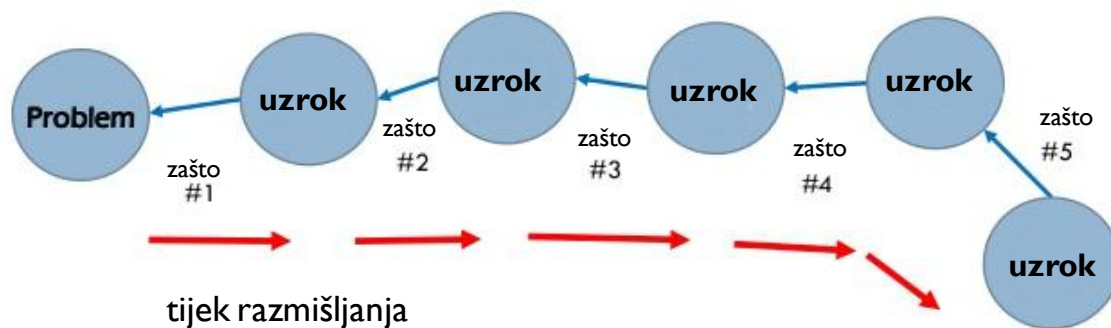 Problem
uzrok
uzrok
uzrok
uzrok
uzrok
zašto
#1
zašto
#2
zašto
#3
zašto
#4
zašto
#5
tijek razmišljanja